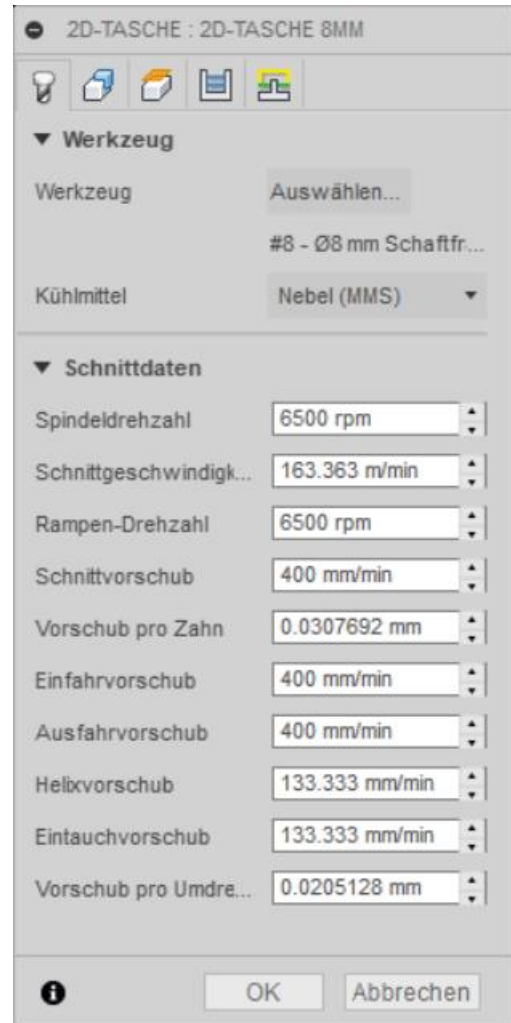 2D-TASCHE : 2D-TASCHE 8MM
Werkzeug
Werkzeug Auswählen...
#8 - Ø8 mm Schaftfr...
Kühlmittel Nebel (MMS)
Schnittdaten
Spindeldrehzahl 6500 rpm
Schnittgeschwindigk... 163.363 m/min
Rampen-Drehzahl 6500 rpm
Schnittvorschub 400 mm/min
Vorschub pro Zahn 0.0307692 mm
Einfahrvorschub 400 mm/min
Ausfahrvorschub 400 mm/min
Helixvorschub 133.333 mm/min
Eintauchvorschub 133.333 mm/min
Vorschub pro Umdre... 0.0205128 mm
OK Abbrechen